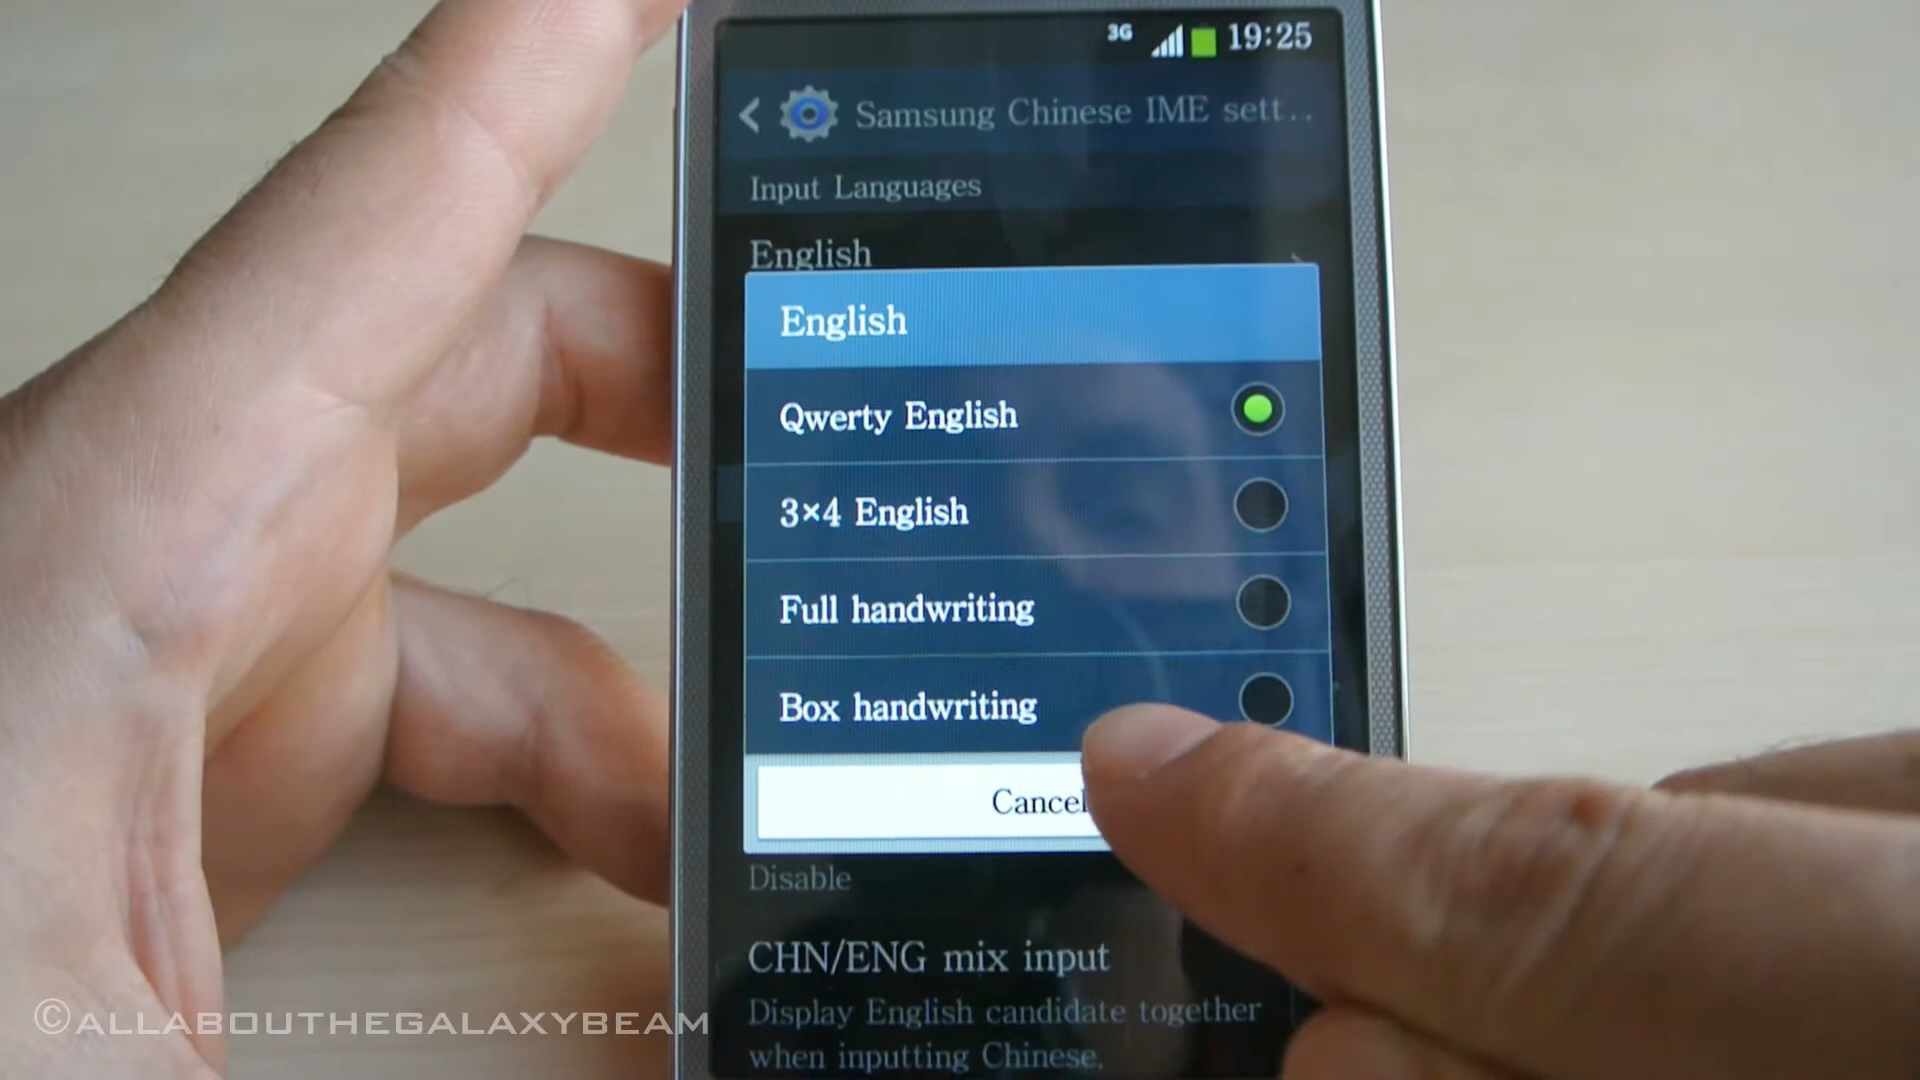 3G 19:25
Samsung Chinese IME sett..
Input Languages
English
English
Qwerty English
3×4 English
Full handwriting
Box handwriting
Cancel
Disable
CHN/ENG mix input
Display English candidate together
when inputting Chinese.
©ALLABOUTHEGALAXYBEAM